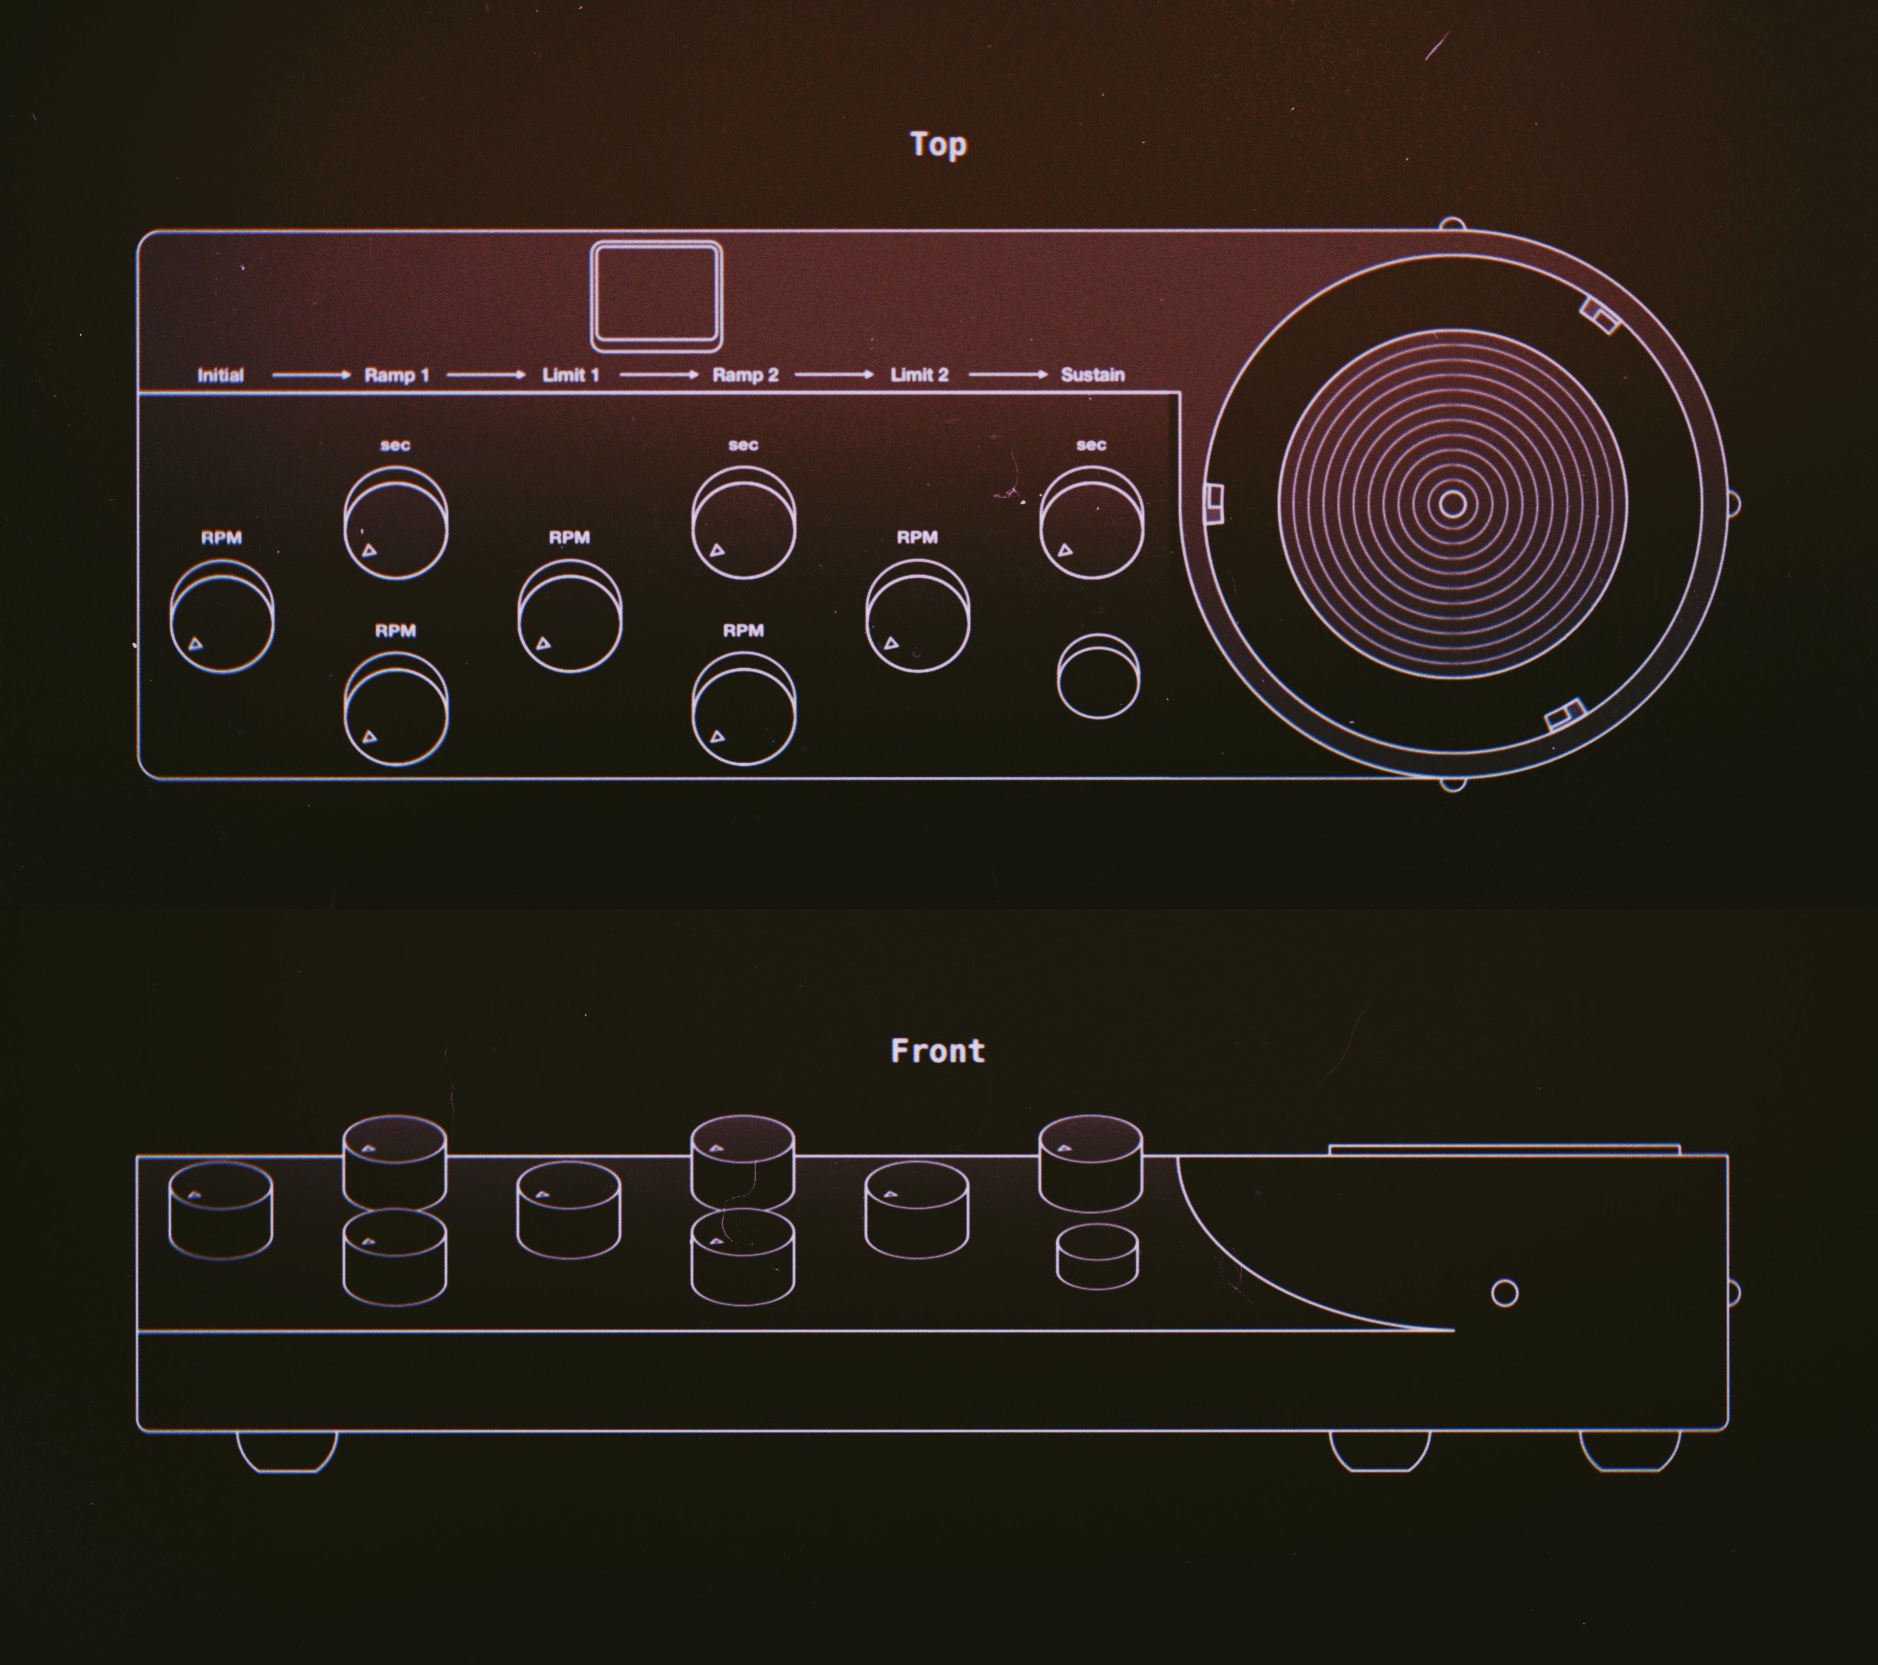 Top
Initial Ramp 1 Limit 1 Ramp 2 Limit 2 Sustain
sec sec sec
RPM RPM RPM
RPM RPM
Front